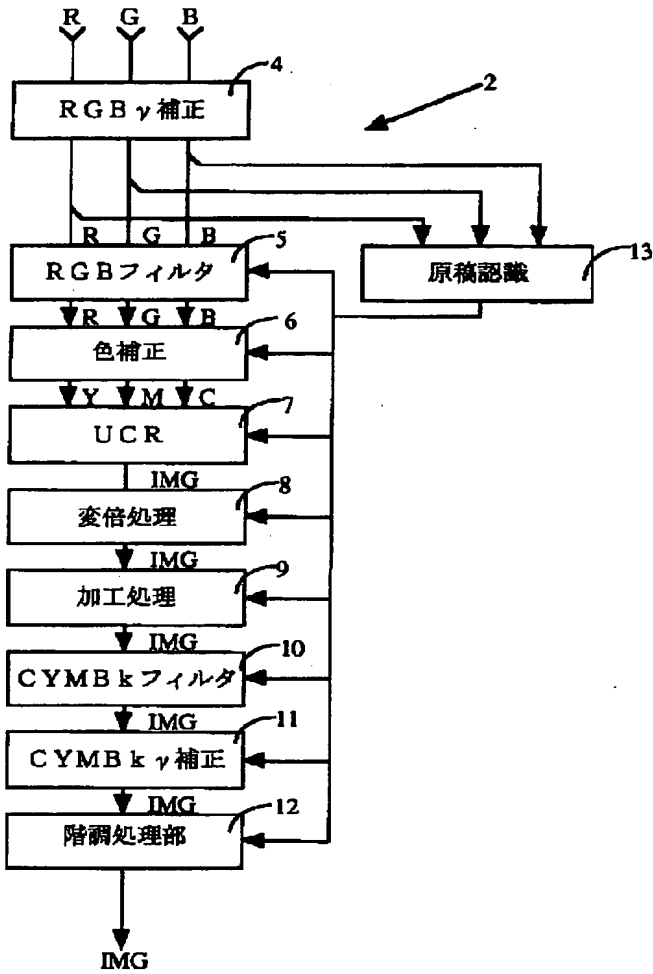 R G B
4
RGBγ補正
2
R G B
5
RGBフィルタ
原稿認識
13
R G B
6
色補正
Y M C
7
UCR
IMG
8
変倍処理
IMG
9
加工処理
IMG
10
CYMBkフィルタ
IMG
11
CYMBkγ補正
IMG
12
階調処理部
IMG